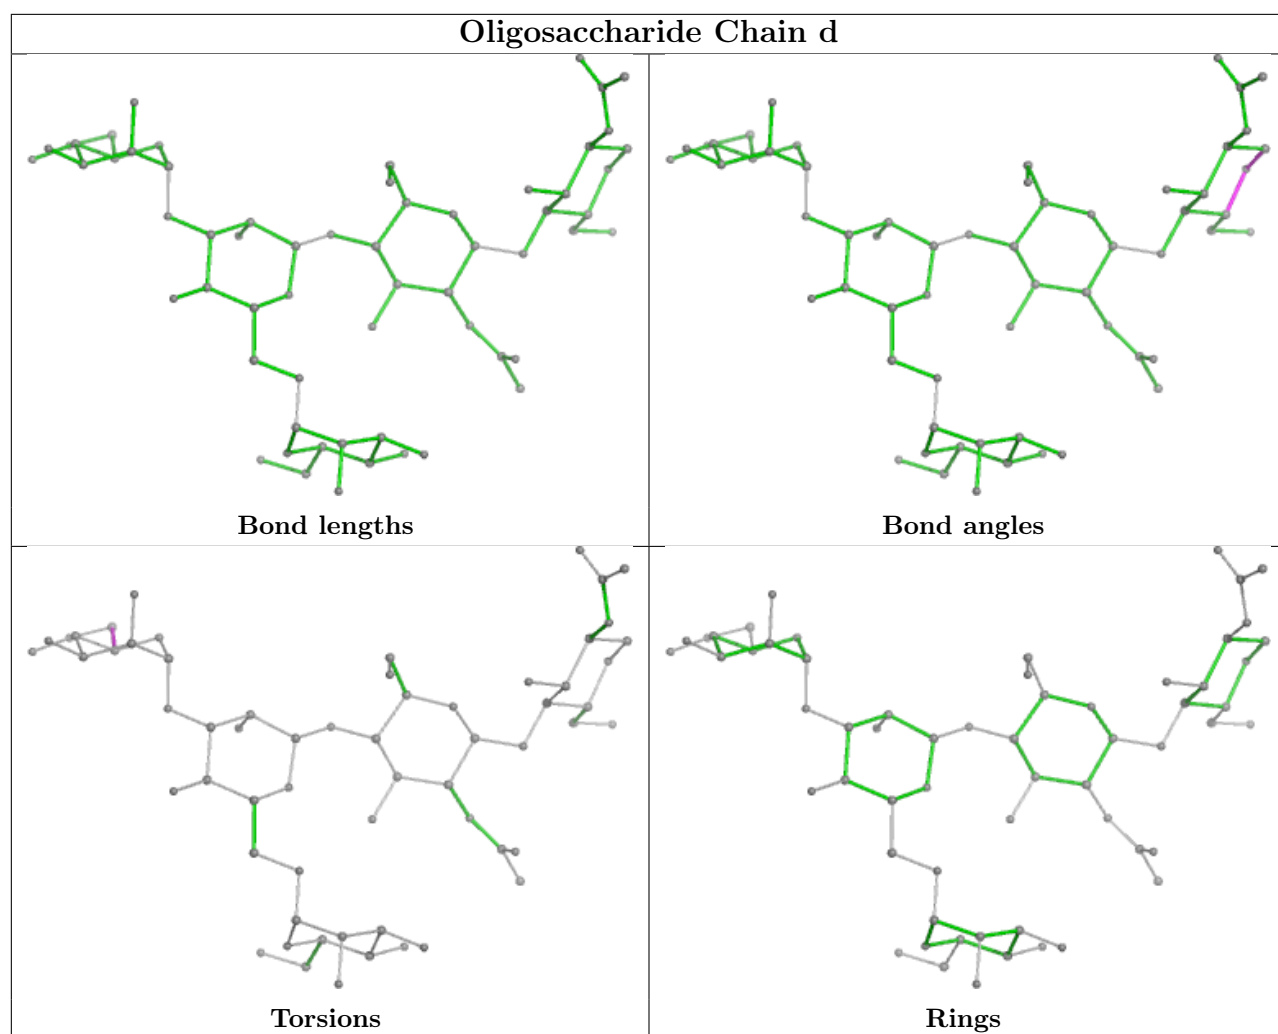 Oligosaccharide Chain d
Bond lengths
Bond angles
Torsions
Rings